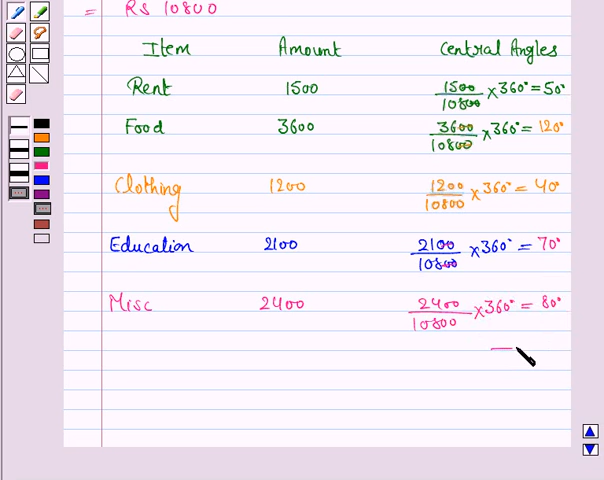 = Rs 10800
Item Amount Central Angles
Rent 1500 1500/10800 × 360° = 50°
Food 3600 3600/10800 × 360° = 120°
Clothing 1200 1200/10800 × 360° = 40°
Education 2100 2100/10800 × 360° = 70°
Misc 2400 2400/10800 × 360° = 80°